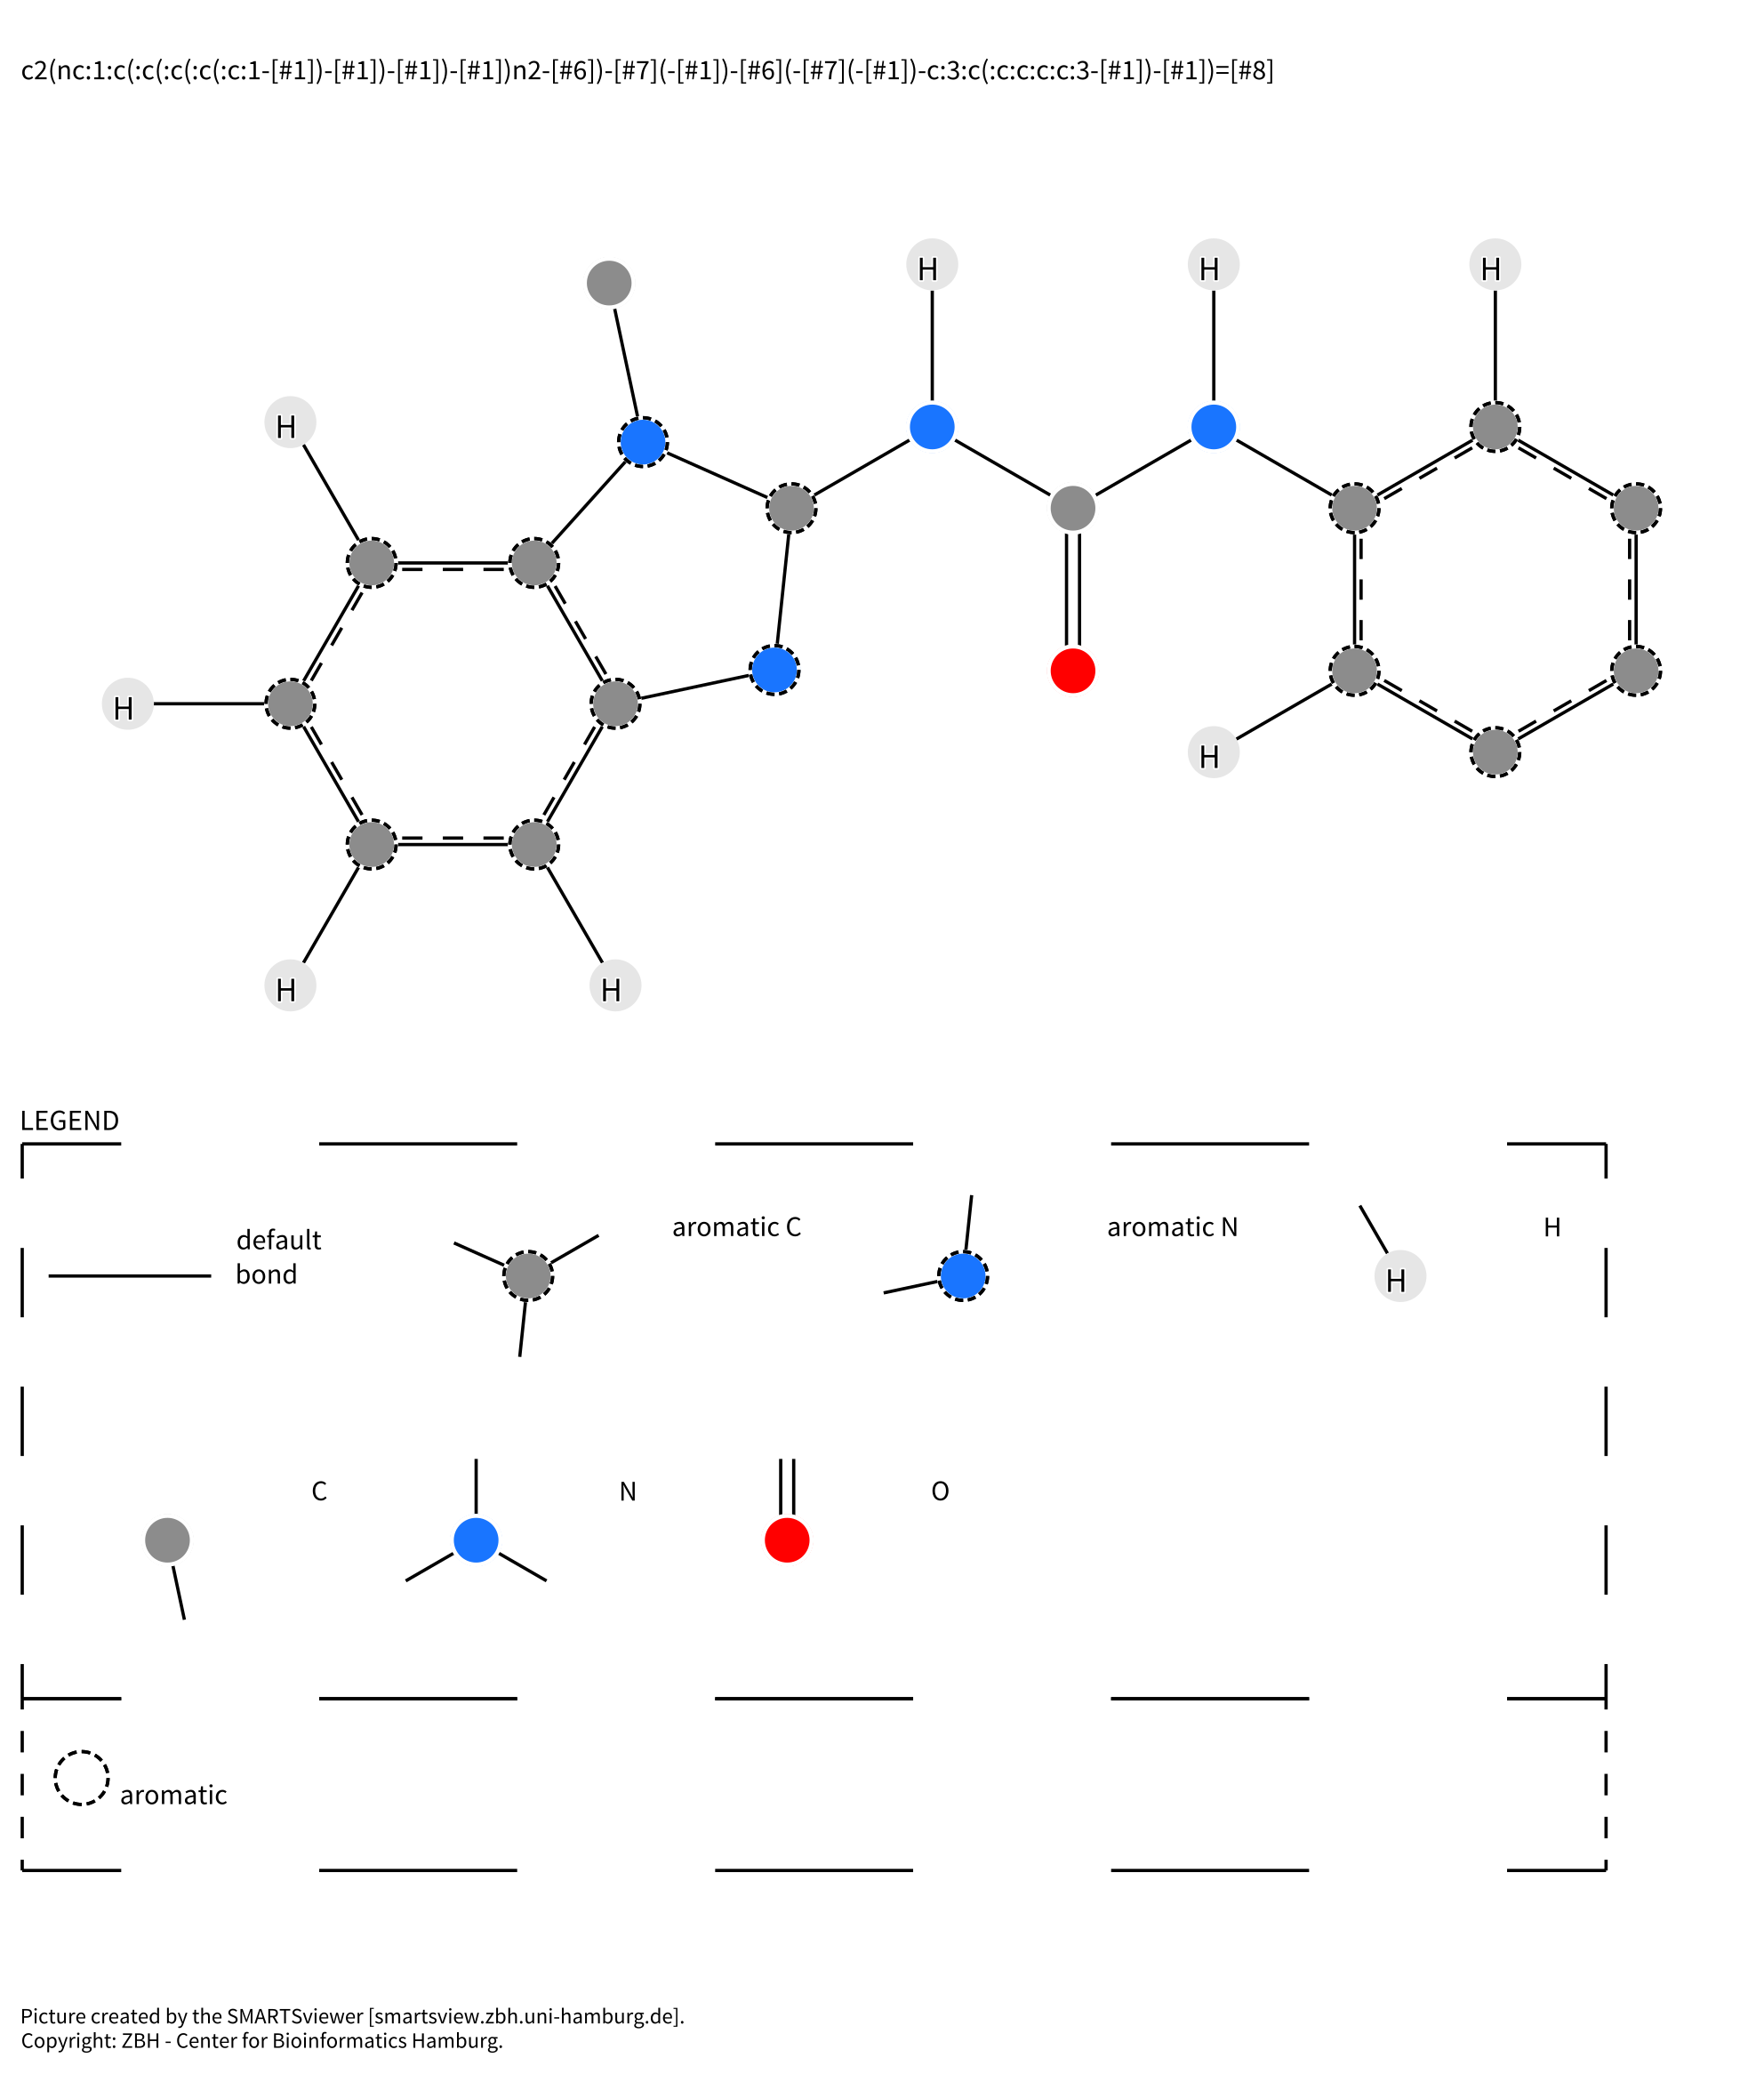 c2(nc:1:c(:c(:c(:c(:c:1-[#1])-[#1])-[#1])-[#1])n2-[#6])-[#7](-[#1])-[#6](-[#7](-[#1])-c:3:c(:c:c:c:c:3-[#1])-[#1])=[#8]
H H H
H
H
H
H H
LEGEND
default bond
aromatic C
aromatic N
H
H
C
N
O
aromatic
Picture created by the SMARTSviewer [smartsview.zbh.uni-hamburg.de].
Copyright: ZBH - Center for Bioinformatics Hamburg.